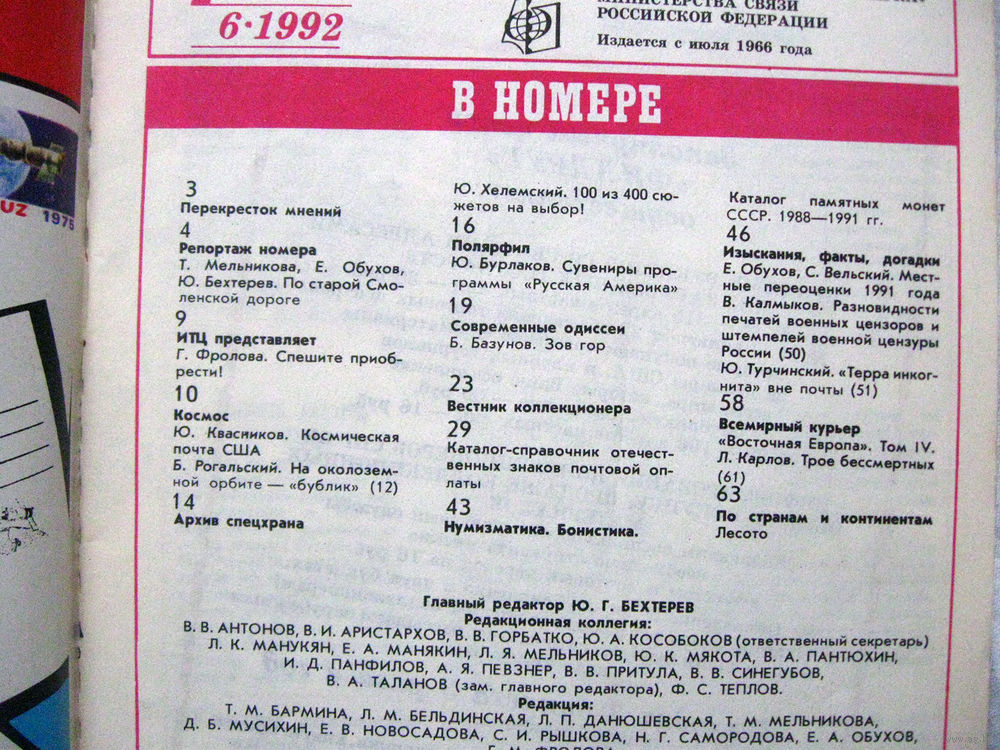 UZ 1975
6·1992
МИНИСТЕРСТВА СВЯЗИ
РОССИЙСКОЙ ФЕДЕРАЦИИ
Издается с июля 1966 года
В НОМЕРЕ
3
Перекресток мнений
4
Репортаж номера
Т. Мельникова, Е. Обухов,
Ю. Бехтерев. По старой Смо-
ленской дороге
9
ИТЦ представляет
Г. Фролова. Спешите приоб-
рести!
10
Космос
Ю. Квасников. Космическая
почта США
Б. Рогальский. На околозем-
ной орбите — «бублик» (12)
14
Архив спецхрана
Ю. Хелемский. 100 из 400 сю-
жетов на выбор!
16
Полярфил
Ю. Бурлаков. Сувениры про-
граммы «Русская Америка»
19
Современные одиссеи
Б. Базунов. Зов гор
23
Вестник коллекционера
29
Каталог-справочник отечест-
венных знаков почтовой оп-
латы
43
Нумизматика. Бонистика.
Каталог памятных монет
СССР. 1988—1991 гг.
46
Изыскания, факты, догадки
Е. Обухов, С. Вельский. Мест-
ные переоценки 1991 года
В. Калмыков. Разновидности
печатей военных цензоров и
штемпелей военной цензуры
России (50)
Ю. Турчинский. «Терра инког-
нита» вне почты (51)
58
Всемирный курьер
«Восточная Европа». Том IV.
Л. Карлов. Трое бессмертных
(61)
63
По странам и континентам
Лесото
Главный редактор Ю. Г. БЕХТЕРЕВ
Редакционная коллегия:
В. В. АНТОНОВ, В. И. АРИСТАРХОВ, В. В. ГОРБАТКО, Ю. А. КОСОБОКОВ (ответственный секретарь)
Л. К. МАНУКЯН, Е. А. МАНЯКИН, Л. Я. МЕЛЬНИКОВ, Ю. К. МЯКОТА, В. А. ПАНТЮХИН,
И. Д. ПАНФИЛОВ, А. Я. ПЕВЗНЕР, В. В. ПРИТУЛА, В. В. СИНЕГУБОВ,
В. А. ТАЛАНОВ (зам. главного редактора), Ф. С. ТЕПЛОВ.
Редакция:
Т. М. БАРМИНА, Л. М. БЕЛЬДИНСКАЯ, Л. П. ДАНЮШЕВСКАЯ, Т. М. МЕЛЬНИКОВА,
Д. Б. МУСИХИН, Е. В. НОВОСАДОВА, С. И. РЫШКОВА, Н. Г. САМОРОДОВА, Е. А. ОБУХОВ,
ФРОЛОВА